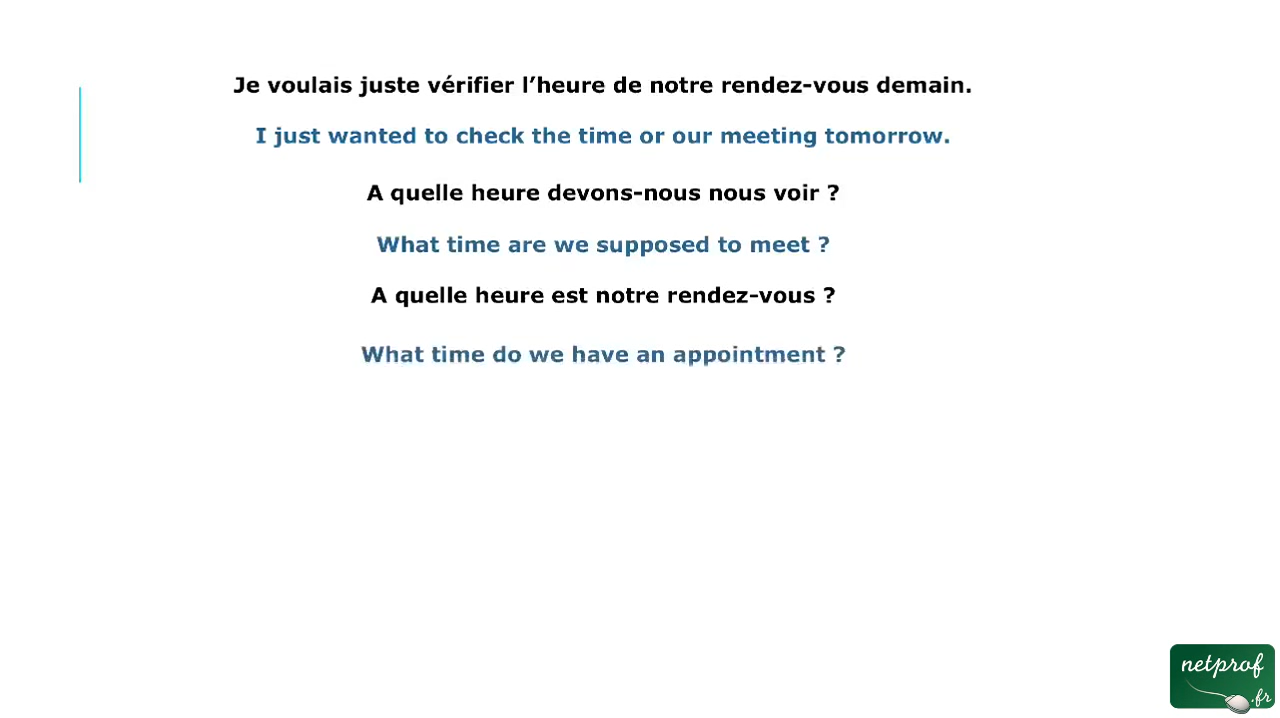 Je voulais juste vérifier l’heure de notre rendez-vous demain.
I just wanted to check the time or our meeting tomorrow.
A quelle heure devons-nous nous voir ?
What time are we supposed to meet ?
A quelle heure est notre rendez-vous ?
What time do we have an appointment ?
netprof
.fr